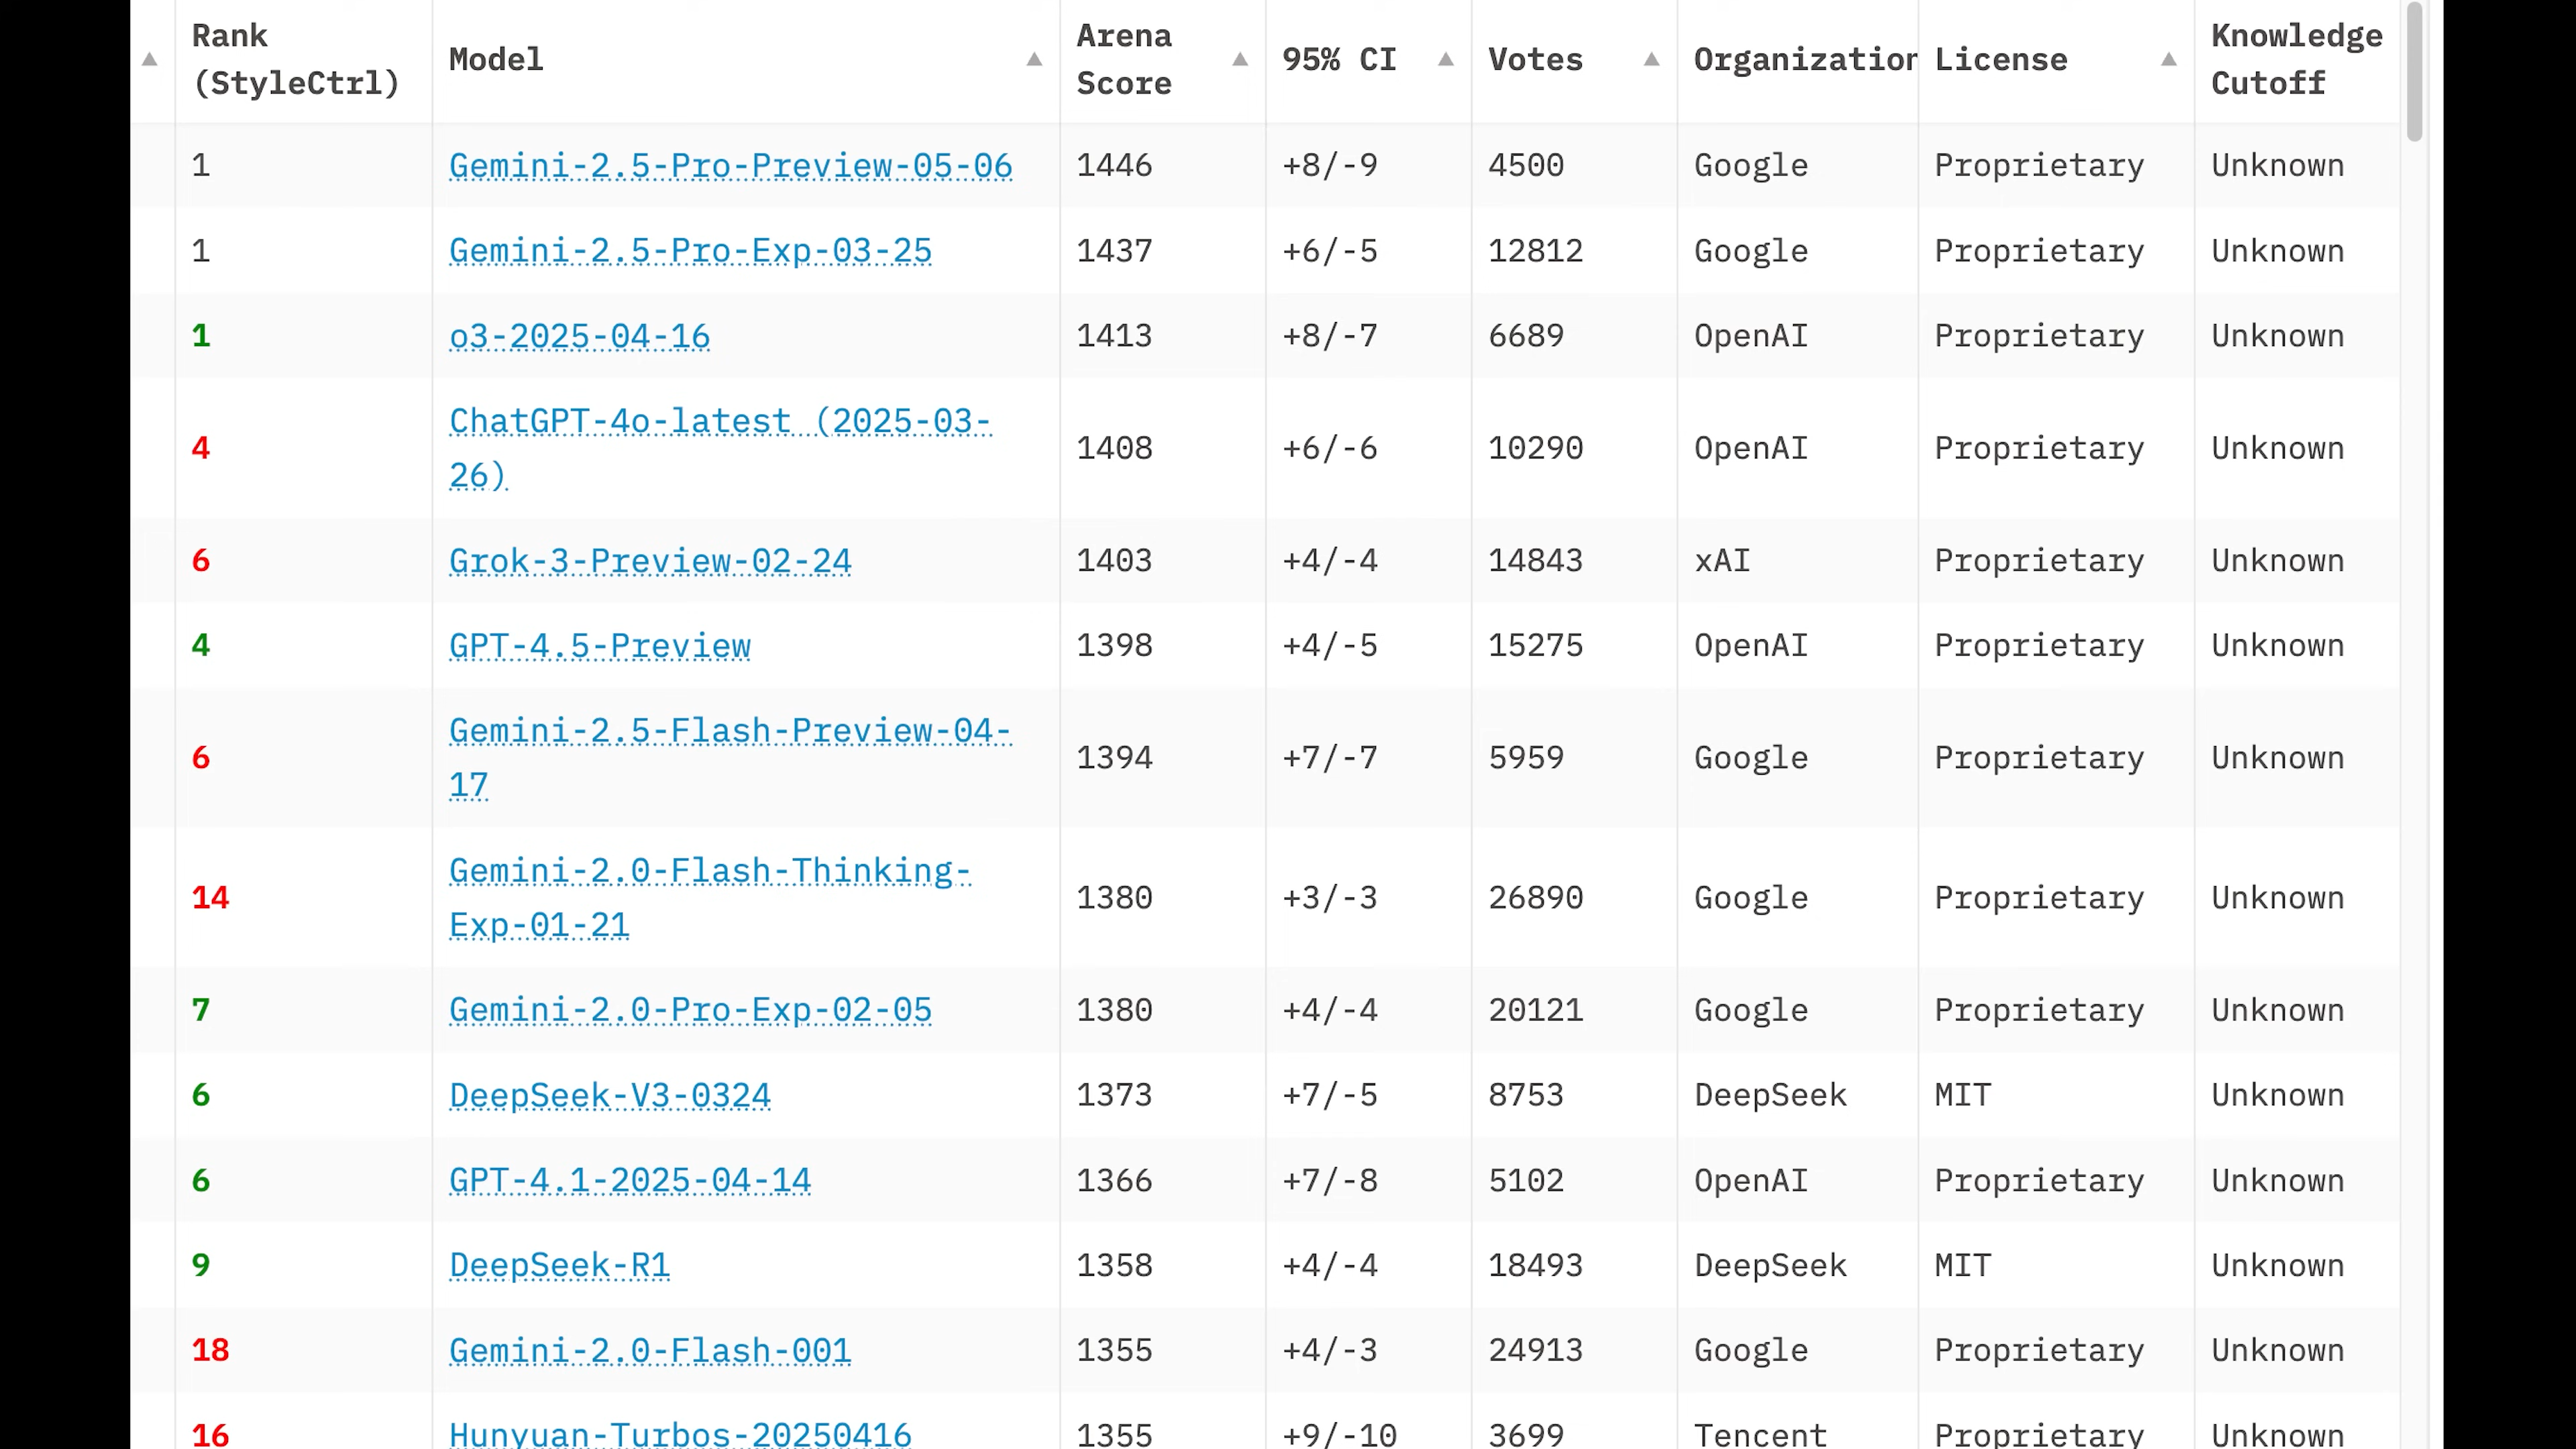 Rank (StyleCtrl) Model Arena Score 95% CI Votes Organization License Knowledge Cutoff
1 Gemini-2.5-Pro-Preview-05-06 1446 +8/-9 4500 Google Proprietary Unknown
1 Gemini-2.5-Pro-Exp-03-25 1437 +6/-5 12812 Google Proprietary Unknown
1 o3-2025-04-16 1413 +8/-7 6689 OpenAI Proprietary Unknown
4 ChatGPT-4o-latest (2025-03-26) 1408 +6/-6 10290 OpenAI Proprietary Unknown
6 Grok-3-Preview-02-24 1403 +4/-4 14843 xAI Proprietary Unknown
4 GPT-4.5-Preview 1398 +4/-5 15275 OpenAI Proprietary Unknown
6 Gemini-2.5-Flash-Preview-04-17 1394 +7/-7 5959 Google Proprietary Unknown
14 Gemini-2.0-Flash-Thinking-Exp-01-21 1380 +3/-3 26890 Google Proprietary Unknown
7 Gemini-2.0-Pro-Exp-02-05 1380 +4/-4 20121 Google Proprietary Unknown
6 DeepSeek-V3-0324 1373 +7/-5 8753 DeepSeek MIT Unknown
6 GPT-4.1-2025-04-14 1366 +7/-8 5102 OpenAI Proprietary Unknown
9 DeepSeek-R1 1358 +4/-4 18493 DeepSeek MIT Unknown
18 Gemini-2.0-Flash-001 1355 +4/-3 24913 Google Proprietary Unknown
16 Hunyuan-Turbos-20250416 1355 +9/-10 3699 Tencent Proprietary Unknown